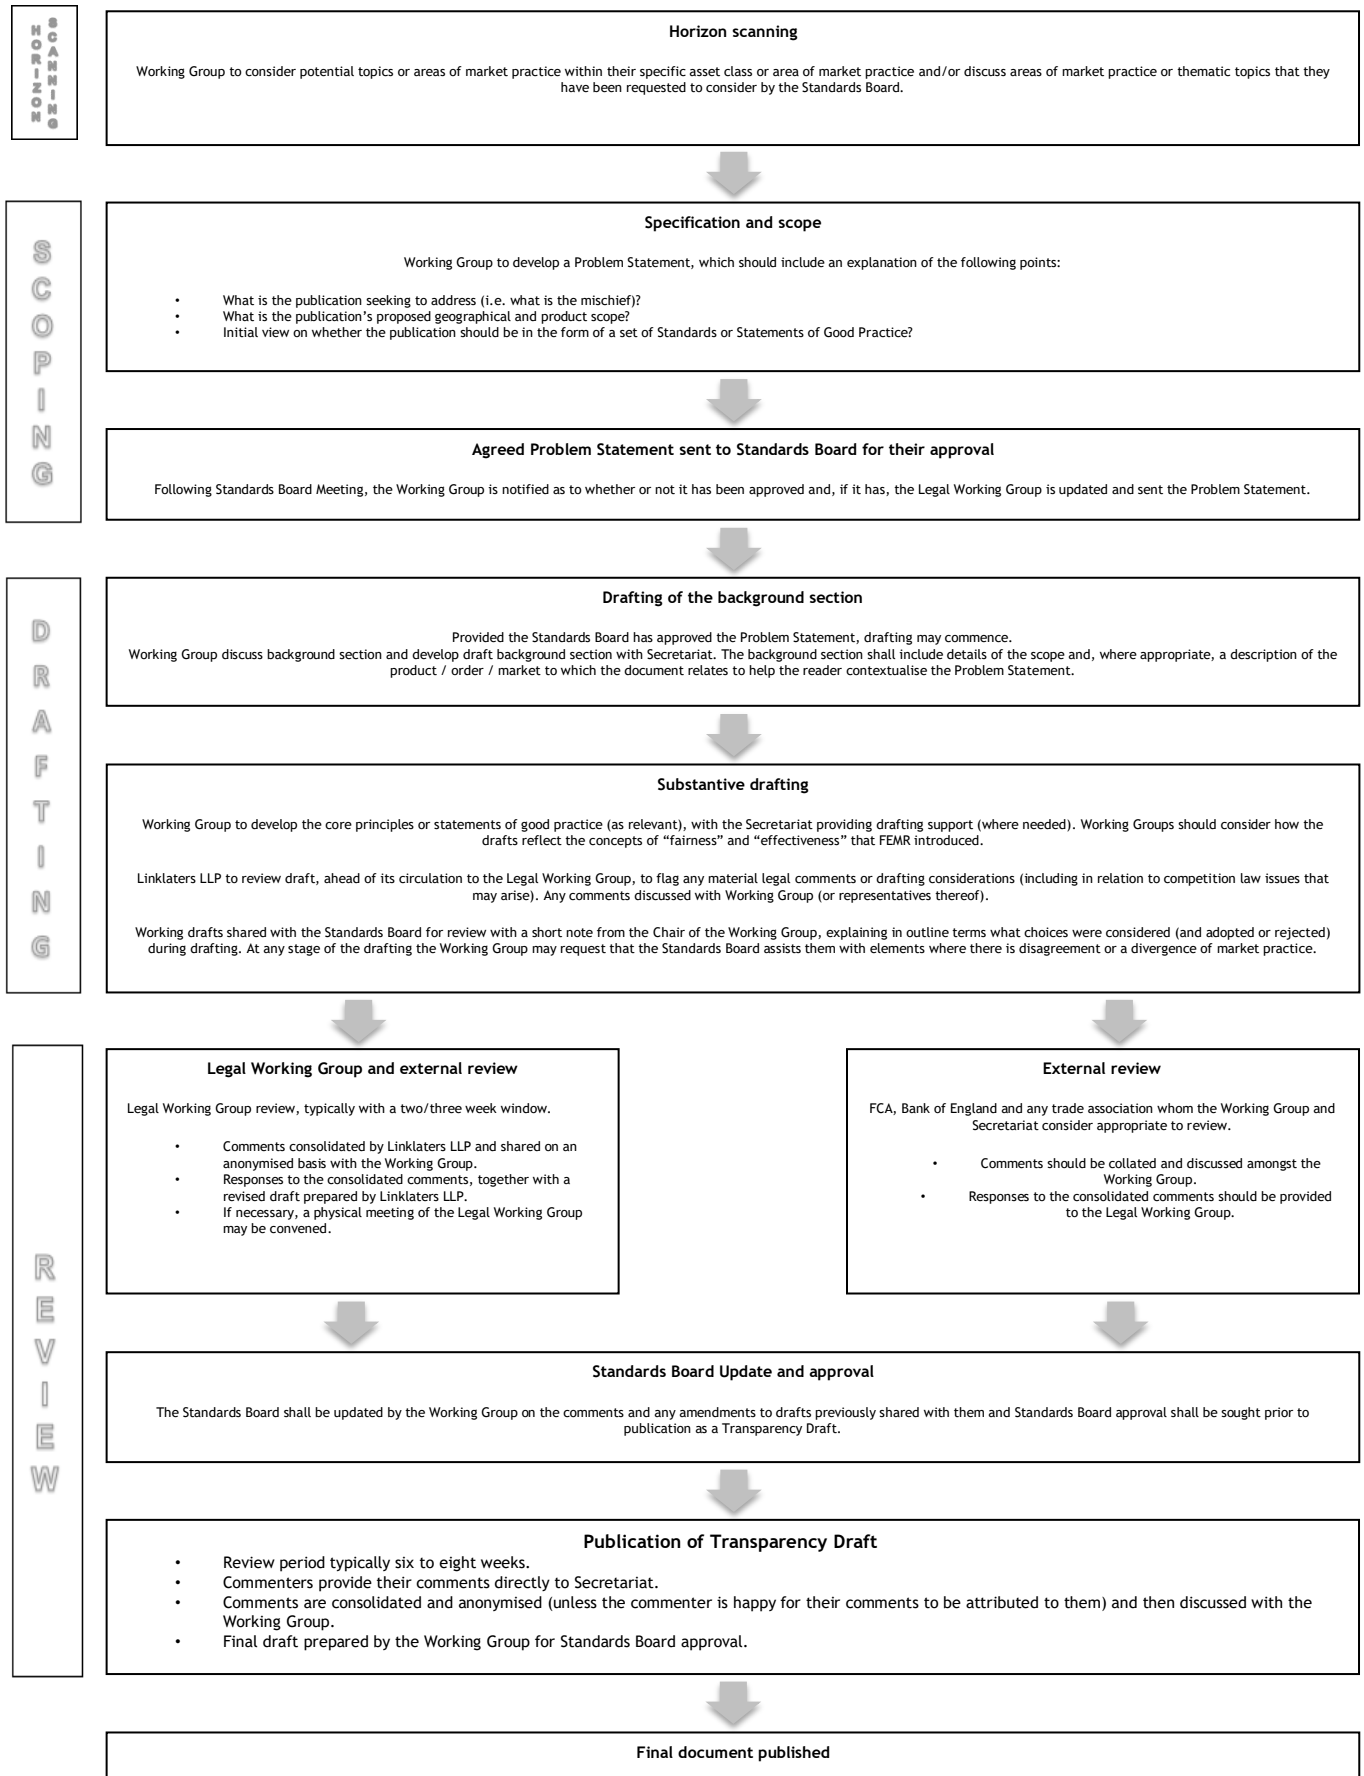 HORIZON
SCANNING
Horizon scanning
Working Group to consider potential topics or areas of market practice within their specific asset class or area of market practice and/or discuss areas of market practice or thematic topics that they
have been requested to consider by the Standards Board.
SCOPING
Specification and scope
Working Group to develop a Problem Statement, which should include an explanation of the following points:
• What is the publication seeking to address (i.e. what is the mischief)?
• What is the publication's proposed geographical and product scope?
• Initial view on whether the publication should be in the form of a set of Standards or Statements of Good Practice?
Agreed Problem Statement sent to Standards Board for their approval
Following Standards Board Meeting, the Working Group is notified as to whether or not it has been approved and, if it has, the Legal Working Group is updated and sent the Problem Statement.
DRAFTING
Drafting of the background section
Provided the Standards Board has approved the Problem Statement, drafting may commence.
Working Group discuss background section and develop draft background section with Secretariat. The background section shall include details of the scope and, where appropriate, a description of the
product / order / market to which the document relates to help the reader contextualise the Problem Statement.
Substantive drafting
Working Group to develop the core principles or statements of good practice (as relevant), with the Secretariat providing drafting support (where needed). Working Groups should consider how the
drafts reflect the concepts of “fairness” and “effectiveness” that FEMR introduced.
Linklaters LLP to review draft, ahead of its circulation to the Legal Working Group, to flag any material legal comments or drafting considerations (including in relation to competition law issues that
may arise). Any comments discussed with Working Group (or representatives thereof).
Working drafts shared with the Standards Board for review with a short note from the Chair of the Working Group, explaining in outline terms what choices were considered (and adopted or rejected)
during drafting. At any stage of the drafting the Working Group may request that the Standards Board assists them with elements where there is disagreement or a divergence of market practice.
REVIEW
Legal Working Group and external review
Legal Working Group review, typically with a two/three week window.
• Comments consolidated by Linklaters LLP and shared on an
anonymised basis with the Working Group.
• Responses to the consolidated comments, together with a
revised draft prepared by Linklaters LLP.
• If necessary, a physical meeting of the Legal Working Group
may be convened.
External review
FCA, Bank of England and any trade association whom the Working Group and
Secretariat consider appropriate to review.
• Comments should be collated and discussed amongst the
Working Group.
• Responses to the consolidated comments should be provided
to the Legal Working Group.
Standards Board Update and approval
The Standards Board shall be updated by the Working Group on the comments and any amendments to drafts previously shared with them and Standards Board approval shall be sought prior to
publication as a Transparency Draft.
Publication of Transparency Draft
• Review period typically six to eight weeks.
• Commenters provide their comments directly to Secretariat.
• Comments are consolidated and anonymised (unless the commenter is happy for their comments to be attributed to them) and then discussed with the
Working Group.
• Final draft prepared by the Working Group for Standards Board approval.
Final document published